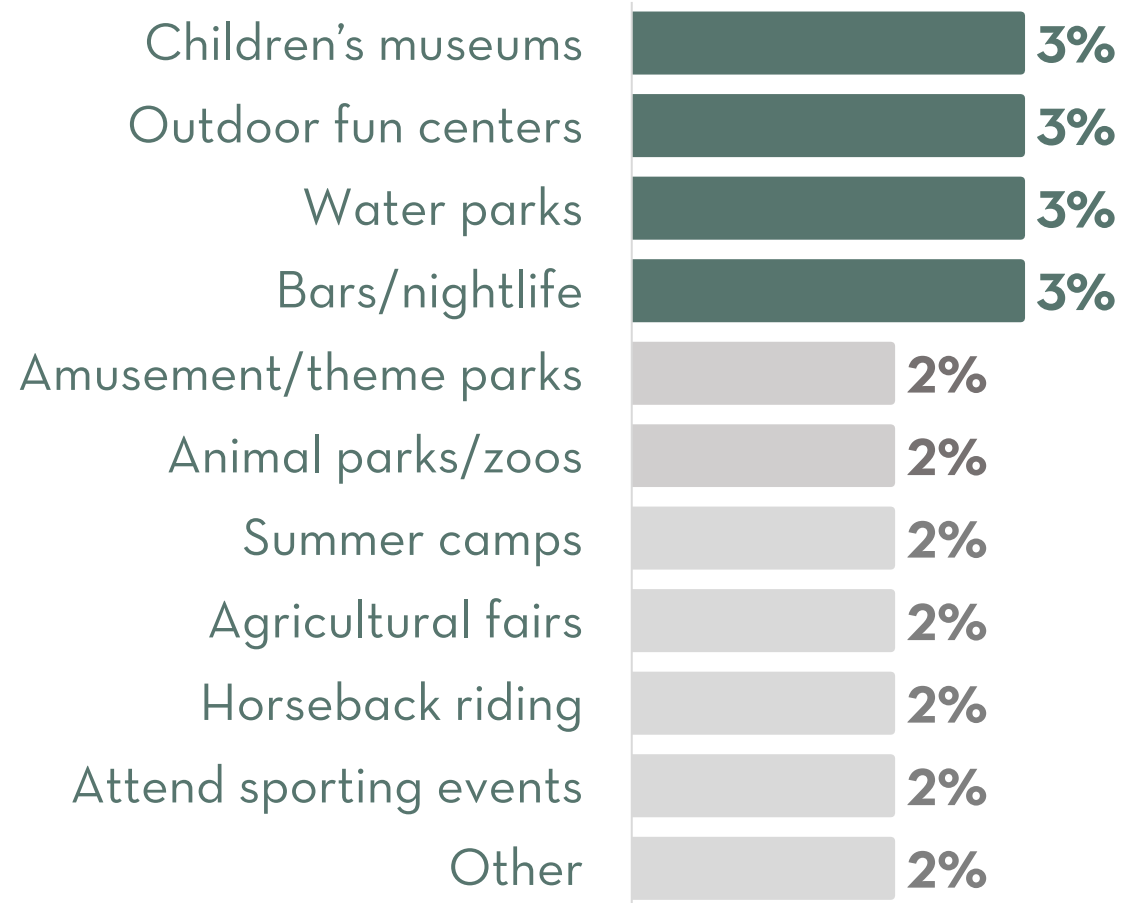 Children's museums 3%
Outdoor fun centers 3%
Water parks 3%
Bars/nightlife 3%
Amusement/theme parks 2%
Animal parks/zoos 2%
Summer camps 2%
Agricultural fairs 2%
Horseback riding 2%
Attend sporting events 2%
Other 2%